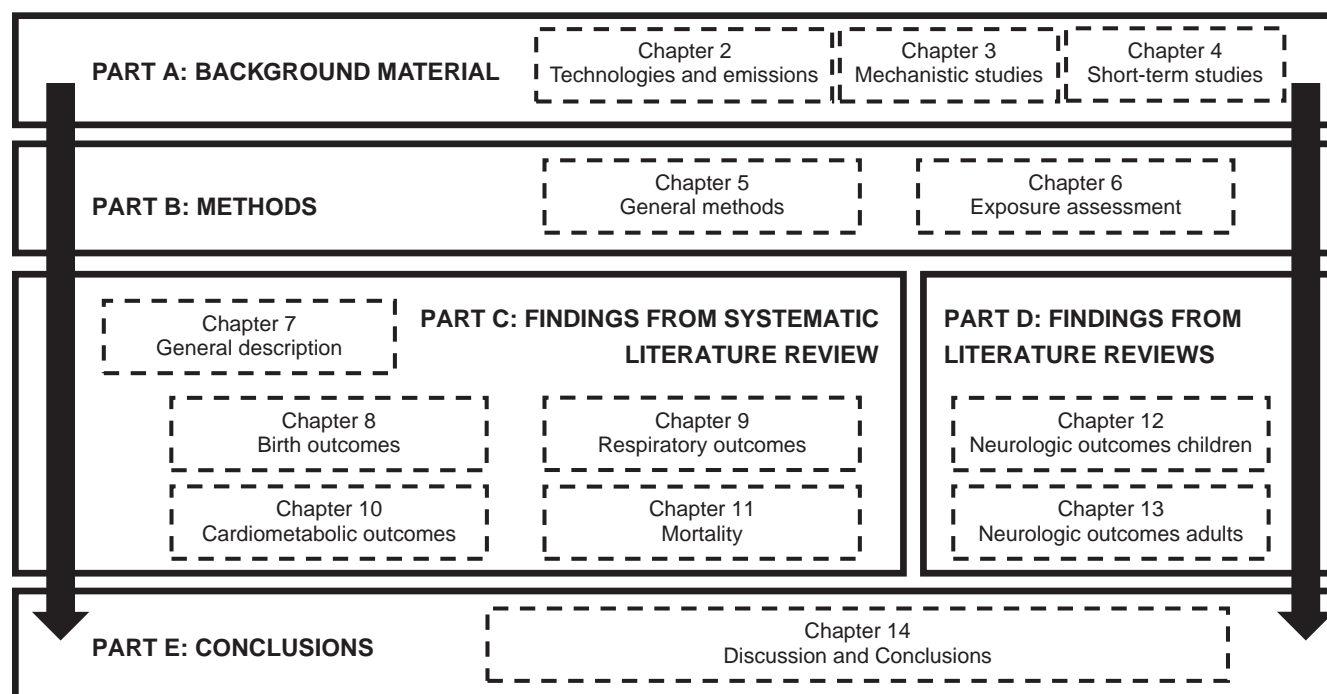 PART A: BACKGROUND MATERIAL
Chapter 2
Technologies and emissions
Chapter 3
Mechanistic studies
Chapter 4
Short-term studies
PART B: METHODS
Chapter 5
General methods
Chapter 6
Exposure assessment
PART C: FINDINGS FROM SYSTEMATIC
LITERATURE REVIEW
Chapter 7
General description
Chapter 8
Birth outcomes
Chapter 9
Respiratory outcomes
Chapter 10
Cardiometabolic outcomes
Chapter 11
Mortality
PART D: FINDINGS FROM
LITERATURE REVIEWS
Chapter 12
Neurologic outcomes children
Chapter 13
Neurologic outcomes adults
PART E: CONCLUSIONS
Chapter 14
Discussion and Conclusions